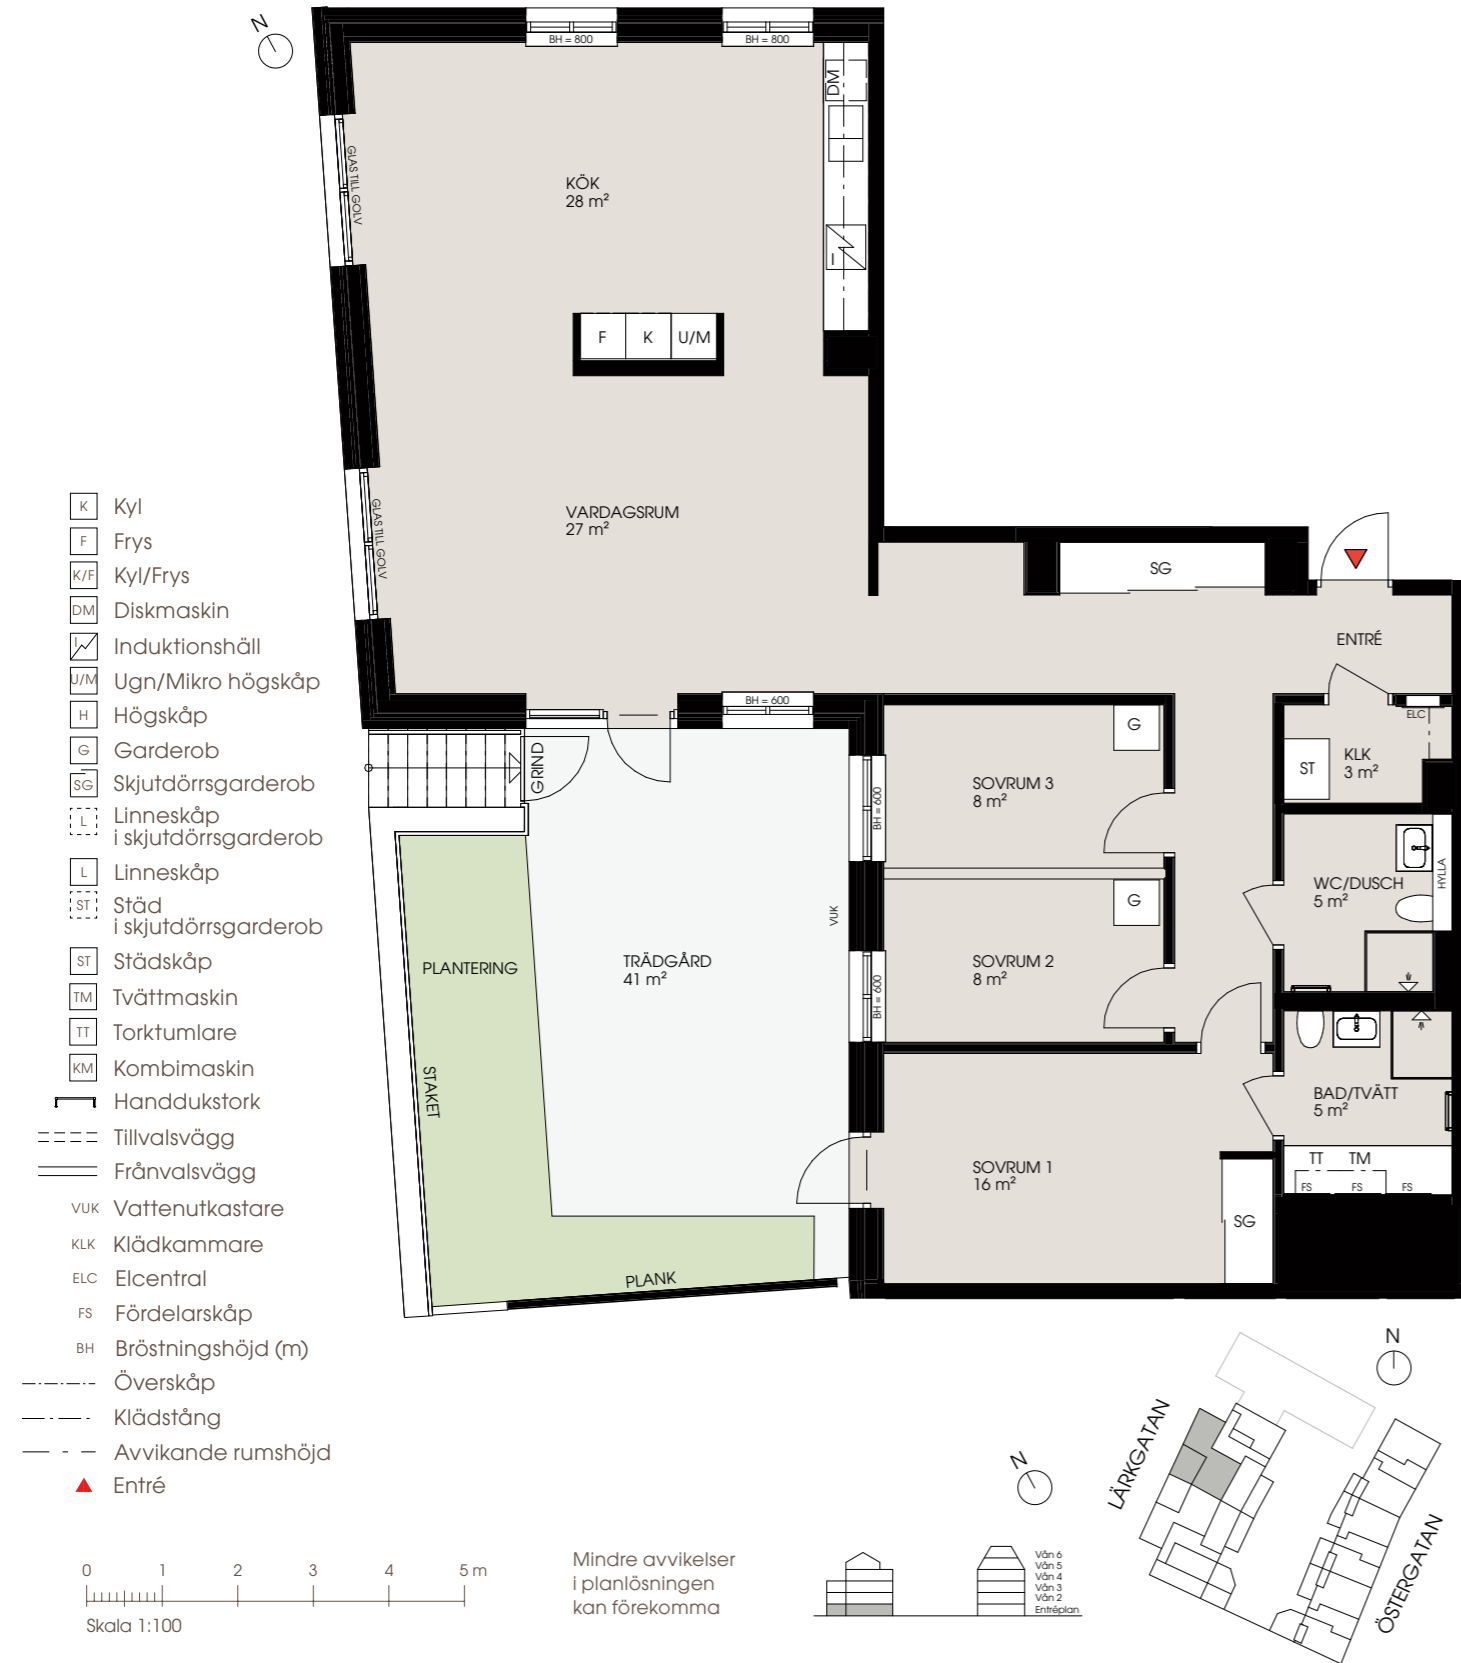 N
BH = 800
BH = 800
DM
GLAS TILL GOLV
KÖK
28 m²
F
K
U/M
GLAS TILL GOLV
VARDAGSRUM
27 m²
SG
ENTRÉ
BH = 600
GRIND
G
ELC
SOVRUM 3
8 m²
ST
KLK
3 m²
BH = 600
HYLLA
WC/DUSCH
5 m²
G
VUK
PLANTERING
TRÄDGÅRD
41 m²
SOVRUM 2
8 m²
BH = 600
STAKET
BAD/TVÄTT
5 m²
SOVRUM 1
16 m²
TT
TM
FS
FS
FS
SG
PLANK
K Kyl
F Frys
K/F Kyl/Frys
DM Diskmaskin
Induktionshäll
U/M Ugn/Mikro högskåp
H Högskåp
G Garderob
SG Skjutdörrsgarderob
L Linneskåp
i skjutdörrsgarderob
L Linneskåp
ST Städ
i skjutdörrsgarderob
ST Städskåp
TM Tvättmaskin
TT Torktumlare
KM Kombimaskin
Handdukstork
Tillvalsvägg
Frånvalsvägg
VUK Vattenutkastare
KLK Klädkammare
ELC Elcentral
FS Fördelarskåp
BH Bröstningshöjd (m)
Överskåp
Klädstång
Avvikande rumshöjd
Entré
0 1 2 3 4 5 m
Skala 1:100
Mindre avvikelser
i planlösningen
kan förekomma
Vån 6
Vån 5
Vån 4
Vån 3
Vån 2
Entréplan
N
N
LÄRKGATAN
ÖSTERGATAN